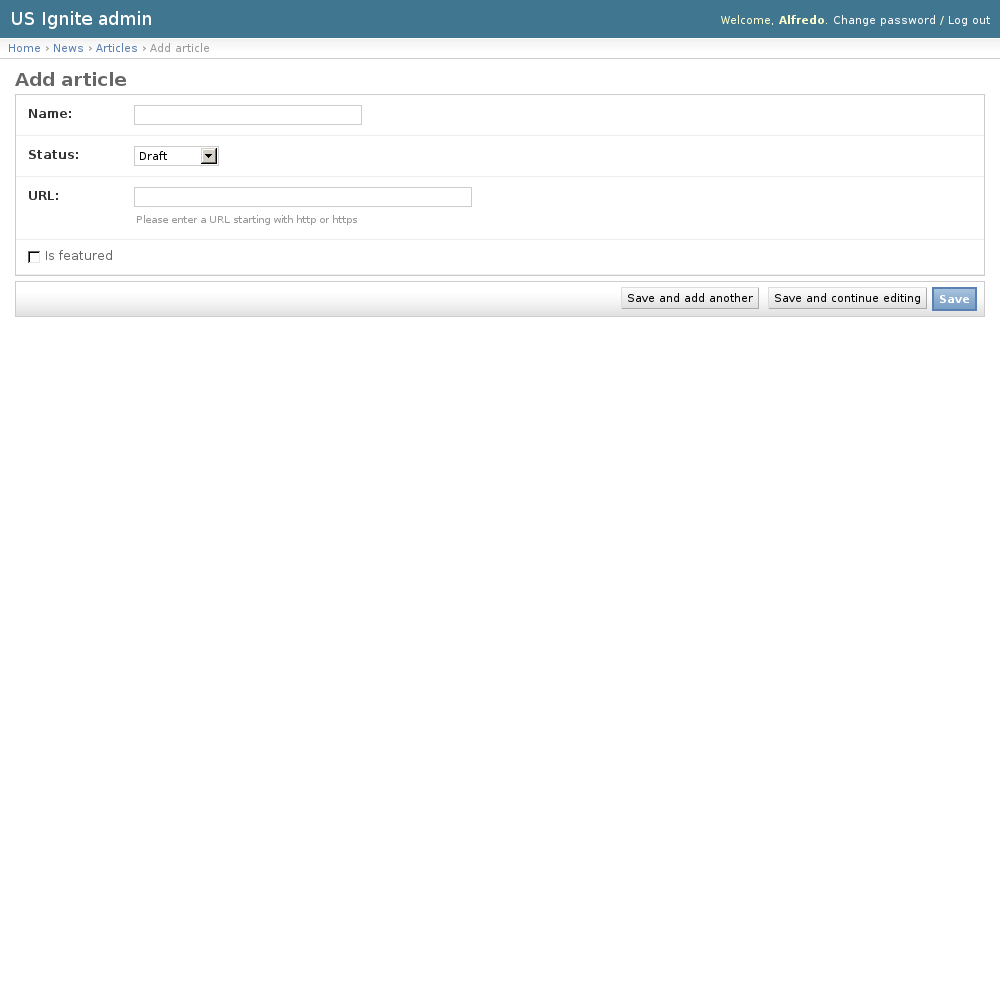 US Ignite admin
Welcome, Alfredo. Change password / Log out
Home › News › Articles › Add article
Add article
Name:
Status: Draft
URL:
Please enter a URL starting with http or https
Is featured
Save and add another Save and continue editing Save